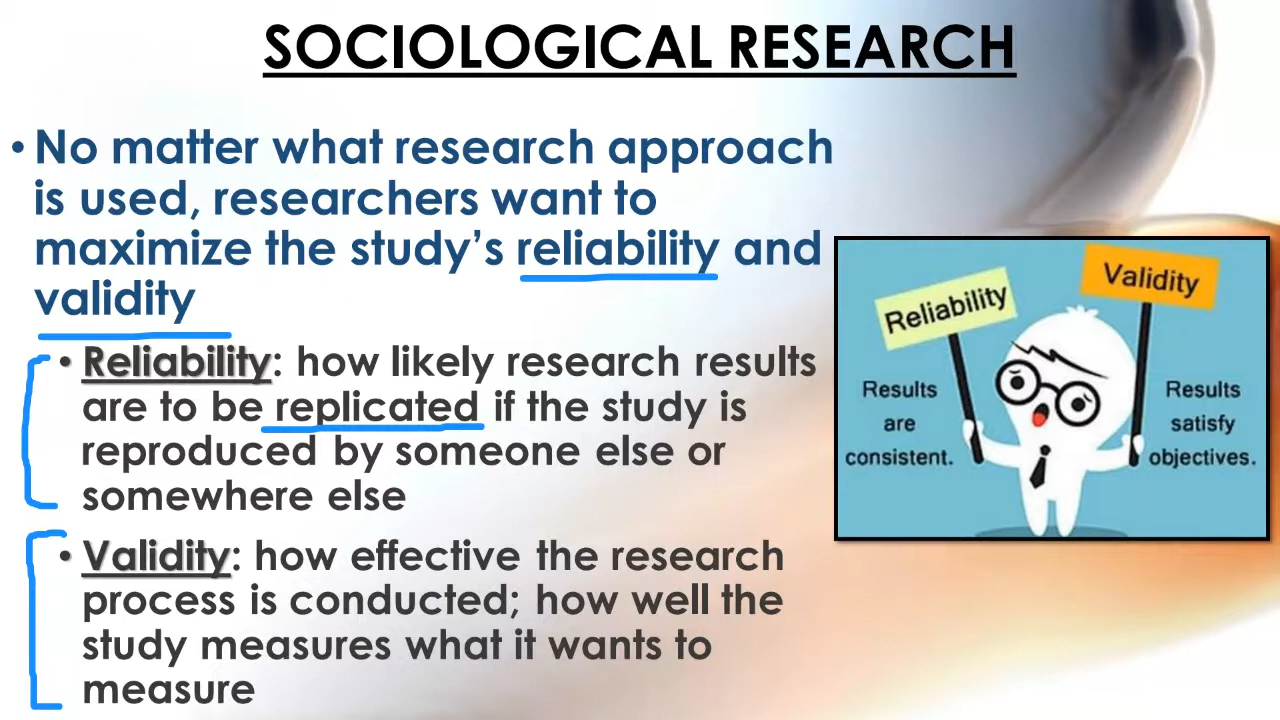 SOCIOLOGICAL RESEARCH
• No matter what research approach
is used, researchers want to
maximize the study’s reliability and
validity
• Reliability: how likely research results
are to be replicated if the study is
reproduced by someone else or
somewhere else
• Validity: how effective the research
process is conducted; how well the
study measures what it wants to
measure
Reliability
Validity
Results
are
consistent.
Results
satisfy
objectives.